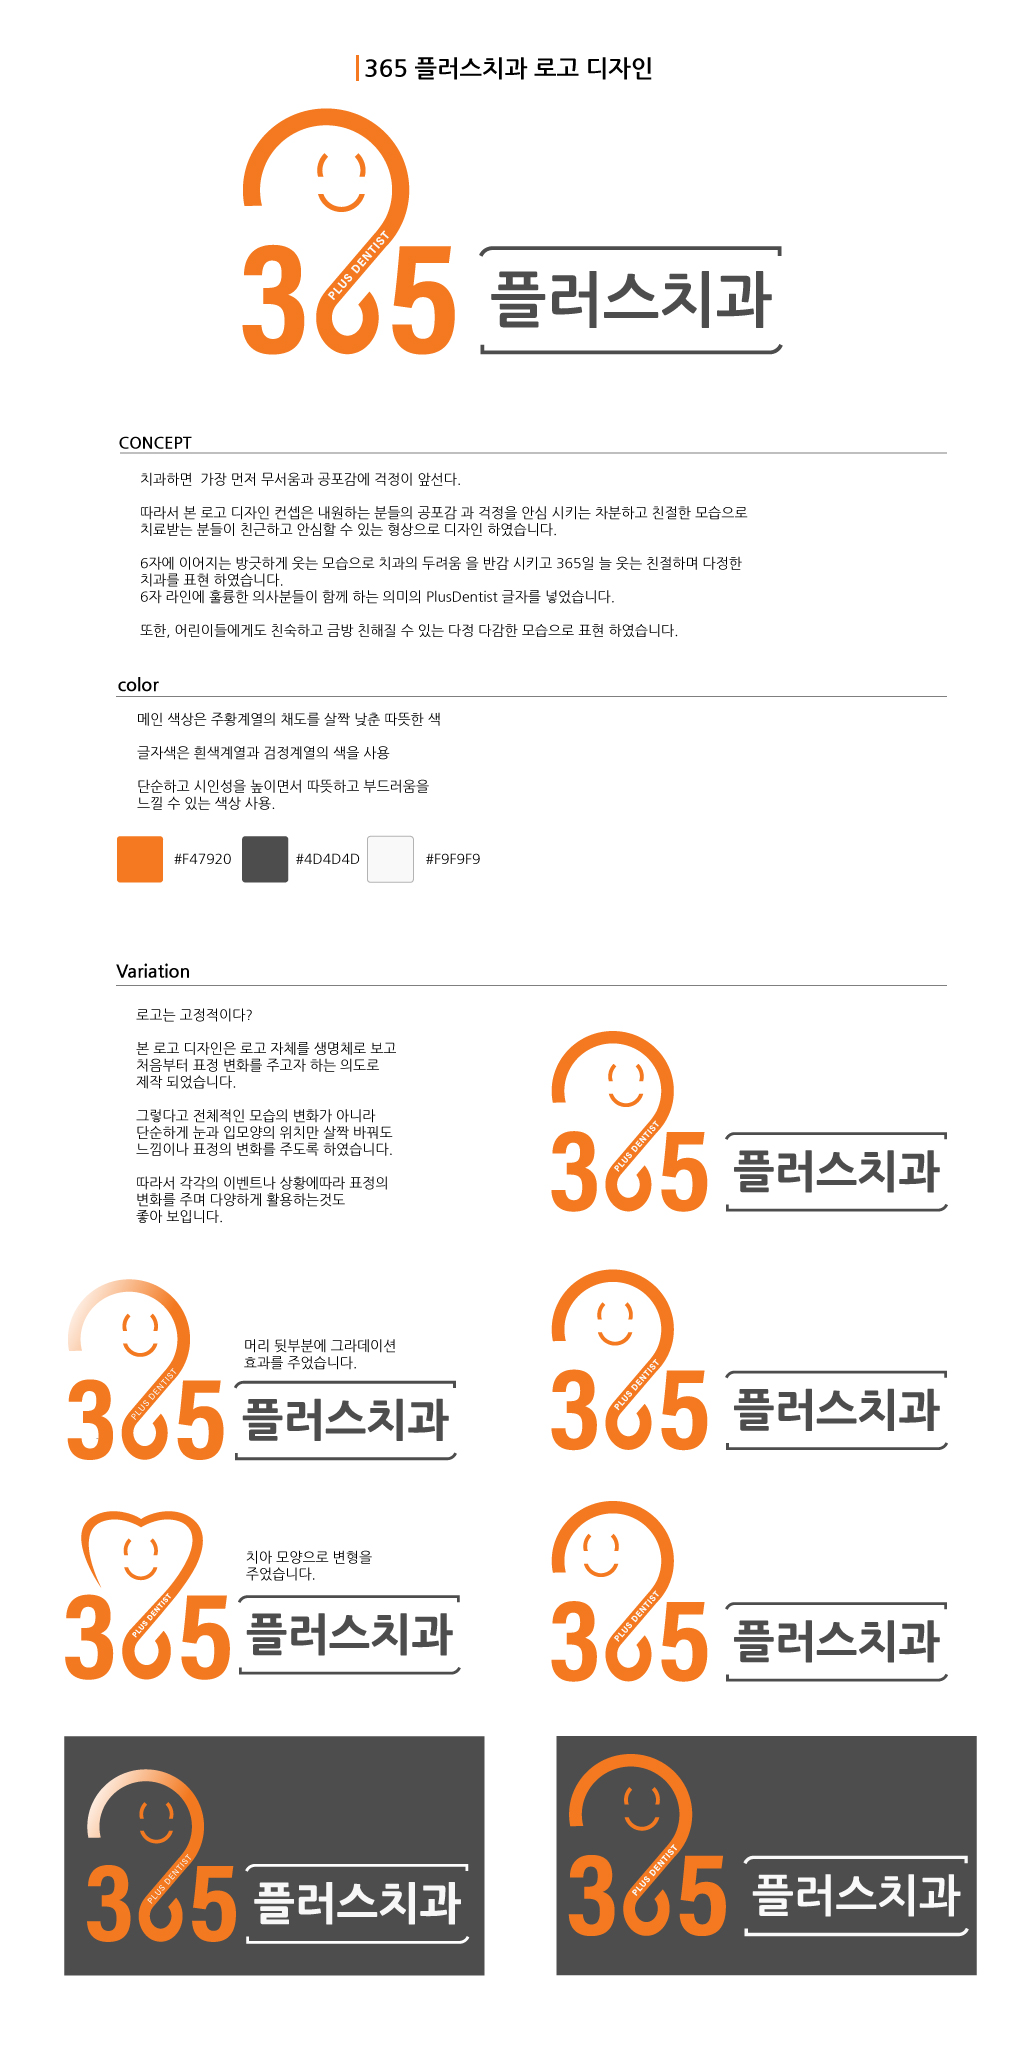 365 플러스치과 로고 디자인
365
PLUS DENTIST
플러스치과
CONCEPT
치과하면 가장 먼저 무서움과 공포감에 걱정이 앞선다.
따라서 본 로고 디자인 컨셉은 내원하는 분들의 공포감 과 걱정을 안심 시키는 차분하고 친절한 모습으로
치료받는 분들이 친근하고 안심할 수 있는 형상으로 디자인 하였습니다.
6자에 이어지는 방긋하게 웃는 모습으로 치과의 두려움 을 반감 시키고 365일 늘 웃는 친절하며 다정한
치과를 표현 하였습니다.
6자 라인에 훌륭한 의사분들이 함께 하는 의미의 PlusDentist 글자를 넣었습니다.
또한, 어린이들에게도 친숙하고 금방 친해질 수 있는 다정 다감한 모습으로 표현 하였습니다.
color
메인 색상은 주황계열의 채도를 살짝 낮춘 따뜻한 색
글자색은 흰색계열과 검정계열의 색을 사용
단순하고 시인성을 높이면서 따뜻하고 부드러움을
느낄 수 있는 색상 사용.
#F47920
#4D4D4D
#F9F9F9
Variation
로고는 고정적이다?
본 로고 디자인은 로고 자체를 생명체로 보고
처음부터 표정 변화를 주고자 하는 의도로
제작 되었습니다.
그렇다고 전체적인 모습의 변화가 아니라
단순하게 눈과 입모양의 위치만 살짝 바꿔도
느낌이나 표정의 변화를 주도록 하였습니다.
따라서 각각의 이벤트나 상황에따라 표정의
변화를 주며 다양하게 활용하는것도
좋아 보입니다.
365
PLUS DENTIST
플러스치과
머리 뒷부분에 그라데이션
효과를 주었습니다.
365
PLUS DENTIST
플러스치과
365
PLUS DENTIST
플러스치과
치아 모양으로 변형을
주었습니다.
365
PLUS DENTIST
플러스치과
365
PLUS DENTIST
플러스치과
365
PLUS DENTIST
플러스치과
365
PLUS DENTIST
플러스치과